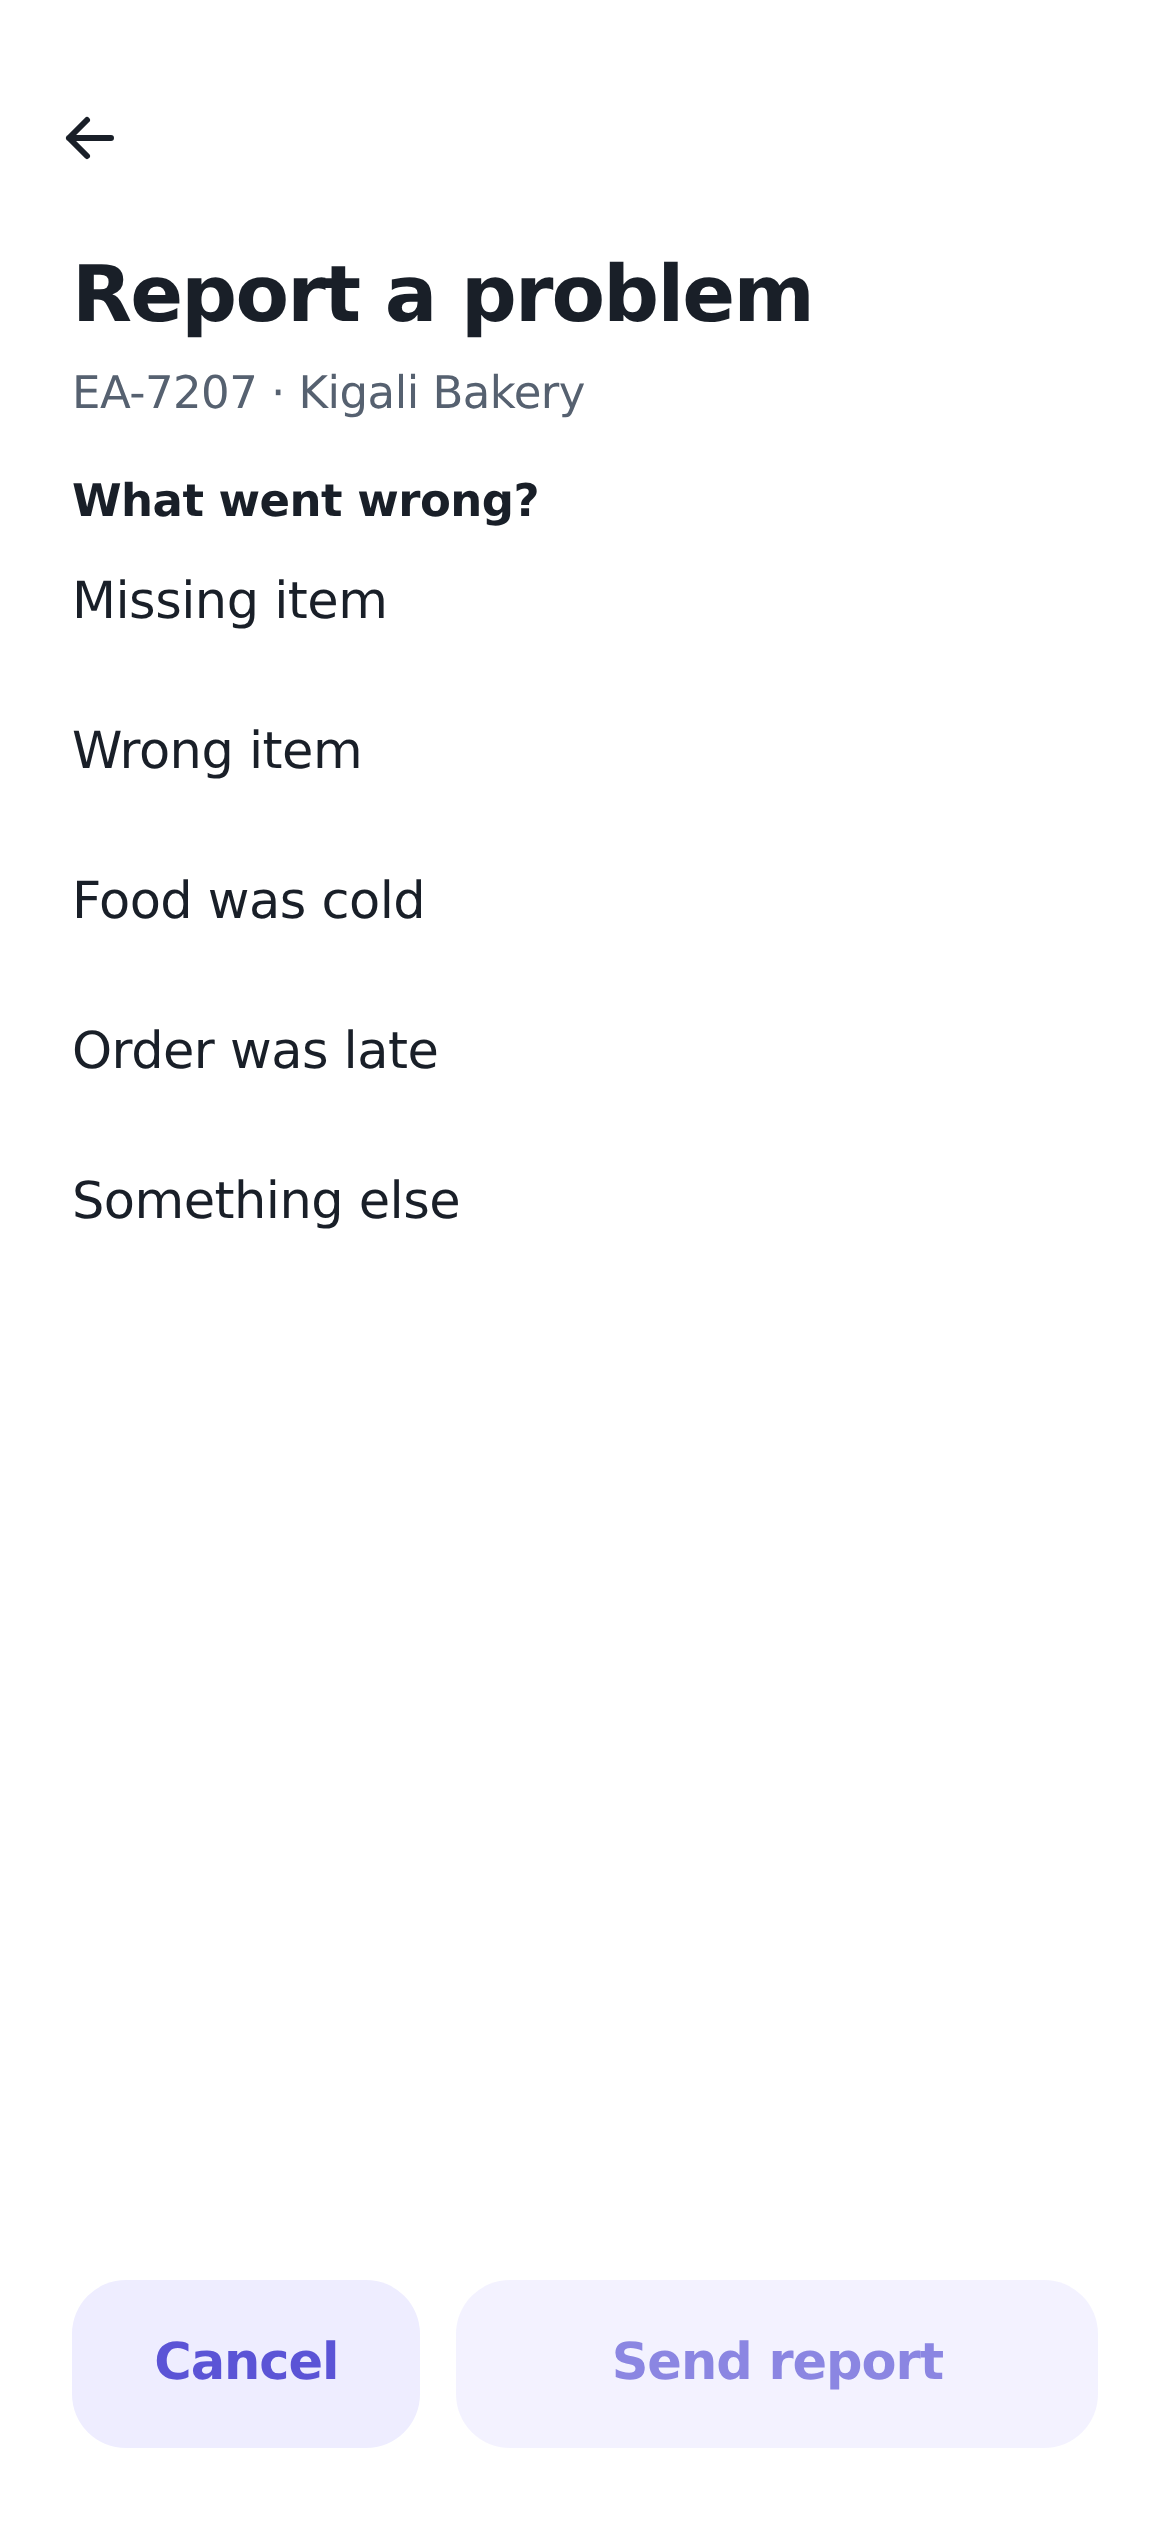 Report a problem
EA-7207 · Kigali Bakery
What went wrong?
Missing item
Wrong item
Food was cold
Order was late
Something else
Cancel
Send report